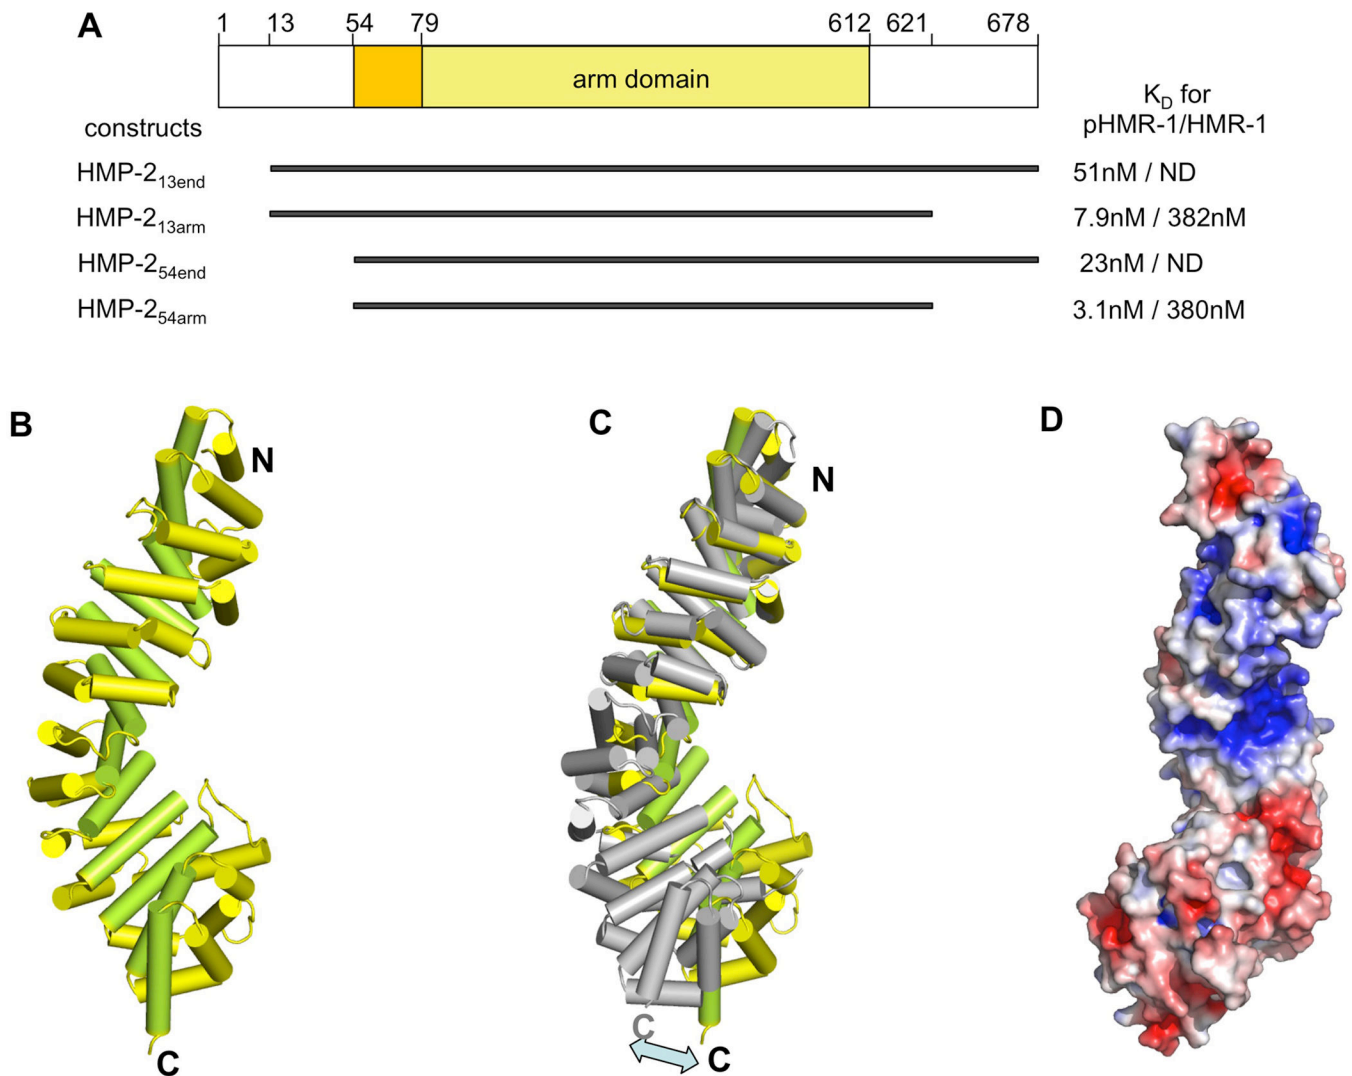 A
1 13 54 79 612 621 678
arm domain
K_D for
pHMR-1/HMR-1
constructs
HMP-2_13end 51nM / ND
HMP-2_13arm 7.9nM / 382nM
HMP-2_54end 23nM / ND
HMP-2_54arm 3.1nM / 380nM
B
N
C
C
N
C
C
D